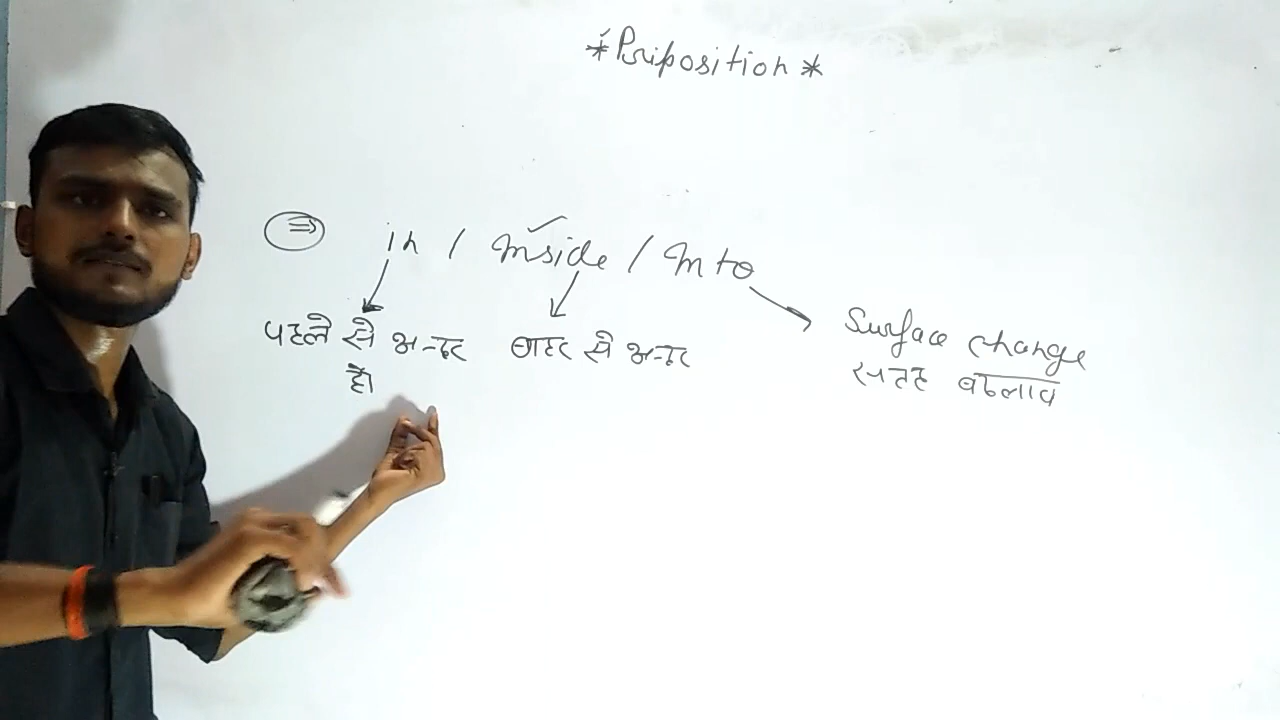 *Priposition*
⇒ in / Inside / Into
पहले से अन्दर बाहर से अन्दर
हो
Surface change
सतह बदलाव